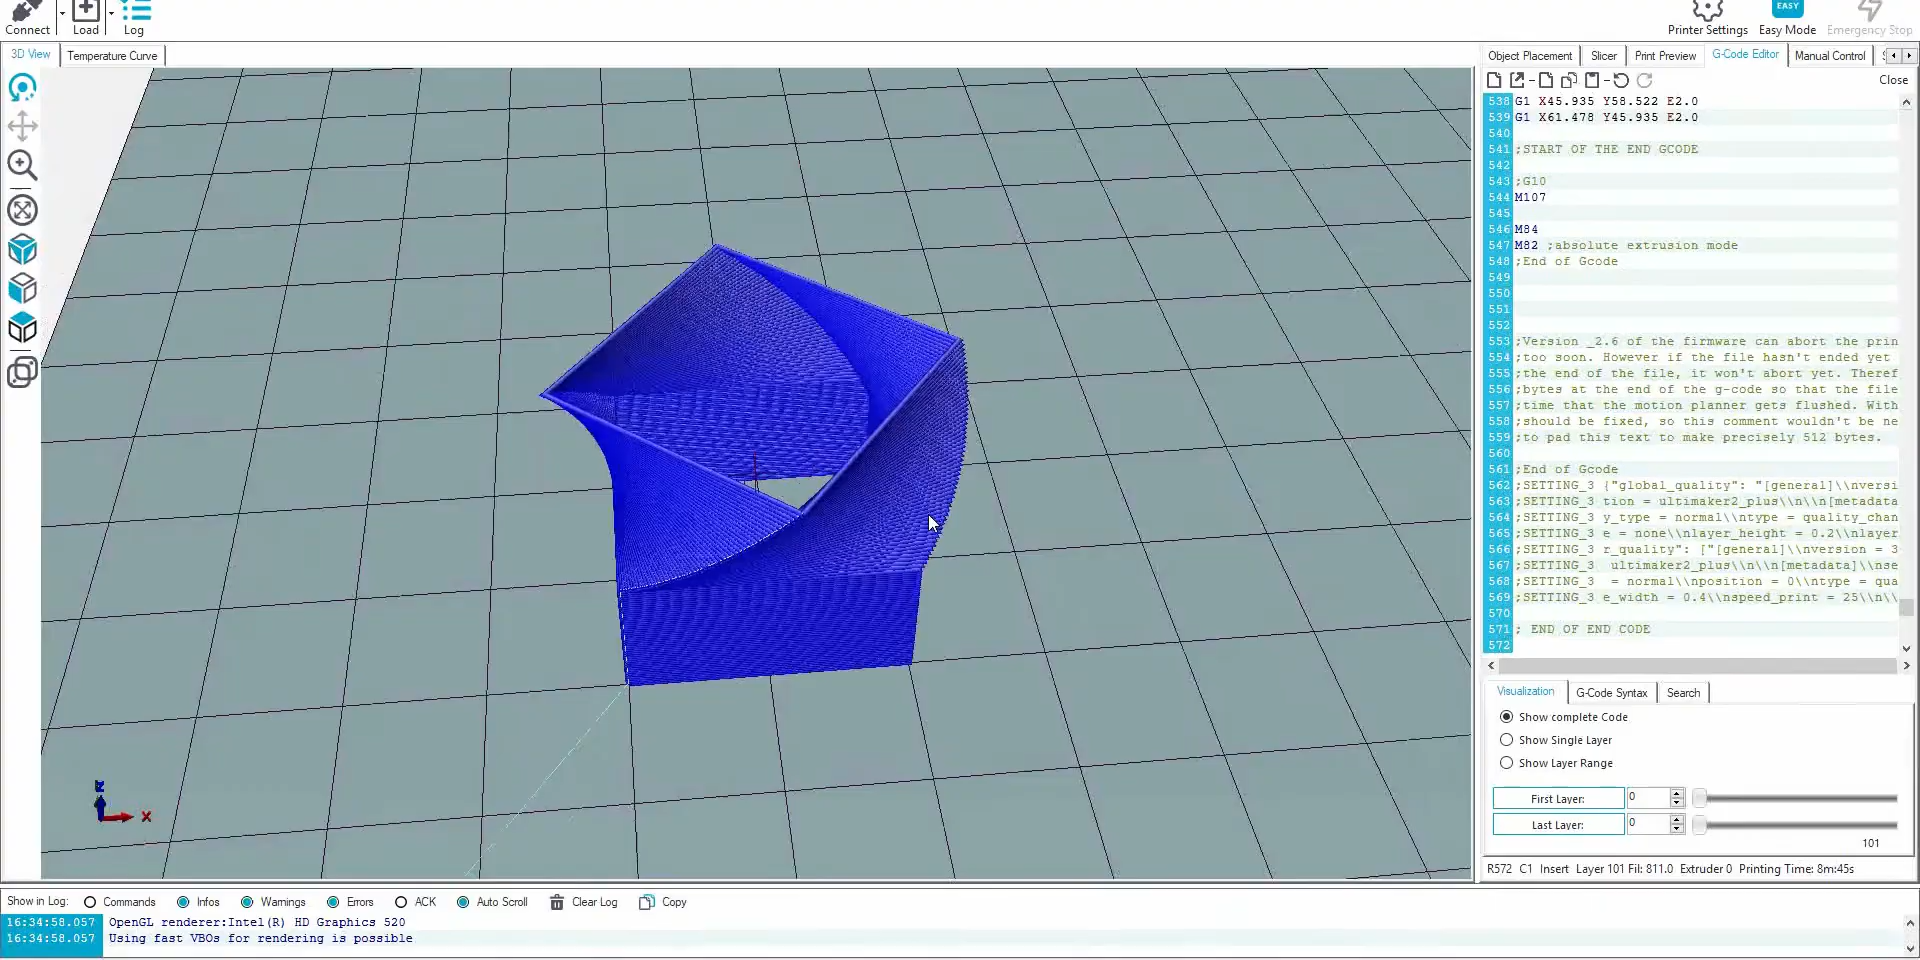 Connect
Load
Log
Printer Settings
Easy Mode
Emergency Stop
EASY
3D View
Temperature Curve
Object Placement
Slicer
Print Preview
G-Code Editor
Manual Control
Close
538 G1 X45.935 Y58.522 E2.0
539 G1 X61.478 Y45.935 E2.0
540
541 ;START OF THE END GCODE
542
543 ;G10
544 M107
545
546 M84
547 M82 ;absolute extrusion mode
548 ;End of Gcode
549
550
551
552
553 ;Version _2.6 of the firmware can abort the prin
554 ;too soon. However if the file hasn't ended yet
555 ;the end of the file, it won't abort yet. Theref
556 ;bytes at the end of the g-code so that the file
557 ;time that the motion planner gets flushed. With
558 ;should be fixed, so this comment wouldn't be ne
559 ;to pad this text to make precisely 512 bytes.
560
561 ;End of Gcode
562 ;SETTING_3 {"global_quality": "[general]\\nversi
563 ;SETTING_3 tion = ultimaker2_plus\\n\\n[metadata
564 ;SETTING_3 y_type = normal\\ntype = quality_chan
565 ;SETTING_3 e = none\\nlayer_height = 0.2\\nlayer
566 ;SETTING_3 r_quality": ["[general]\\nversion = 3
567 ;SETTING_3  ultimaker2_plus\\n\\n[metadata]\\nse
568 ;SETTING_3  = normal\\nposition = 0\\ntype = qua
569 ;SETTING_3 e_width = 0.4\\nspeed_print = 25\\n\\
570
571 ; END OF END CODE
572
Visualization
G-Code Syntax
Search
Show complete Code
Show Single Layer
Show Layer Range
First Layer: 0
Last Layer: 0
101
R572 C1 Insert Layer 101 Fil: 811.0 Extruder 0 Printing Time: 8m:45s
Z
X
Show in Log: Commands Infos Warnings Errors ACK Auto Scroll Clear Log Copy
16:34:58.057 OpenGL renderer:Intel(R) HD Graphics 520
16:34:58.057 Using fast VBOs for rendering is possible